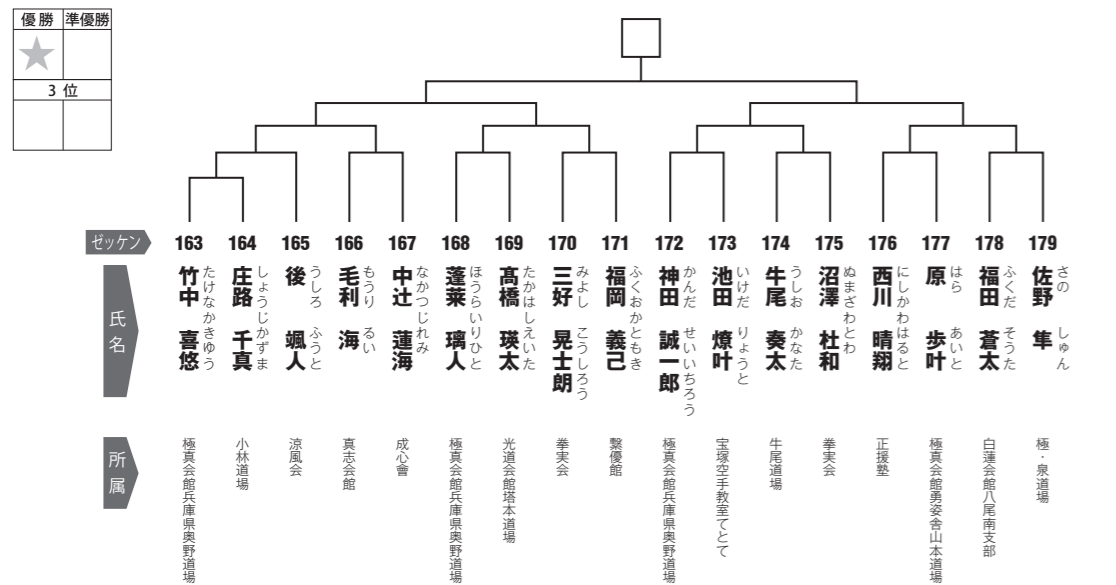 優勝 準優勝
3 位
ゼッケン 163 164 165 166 167 168 169 170 171 172 173 174 175 176 177 178 179
氏名
竹中 喜悠 たけなか きゆう
庄路 千真 しょうじ かずま
後 颯人 うしろ ふうと
毛利 海 もうり るい
中辻 蓮海 なかつじ れみ
蓬莱 璃人 ほうらい りひと
髙橋 瑛太 たかはし えいた
三好 晃士朗 みよし こうしろう
福岡 義己 ふくおか ともき
神田 誠一郎 かんだ せいいちろう
池田 燎叶 いけだ りょうと
牛尾 奏太 うしお かなた
沼澤 杜和 ぬまざわ とわ
西川 晴翔 にしかわ はると
原 歩叶 はら あいと
福田 蒼太 ふくだ そうた
佐野 隼 さの しゅん
所属
極真会館兵庫県奥野道場
小林道場
涼風会
真志会館
成心會
極真会館兵庫県奥野道場
光道会館塔本道場
拳実会
繋優館
極真会館兵庫県奥野道場
宝塚空手教室てとて
牛尾道場
拳実会
正援塾
極真会館勇姿舎山本道場
白蓮会館八尾南支部
極・泉道場